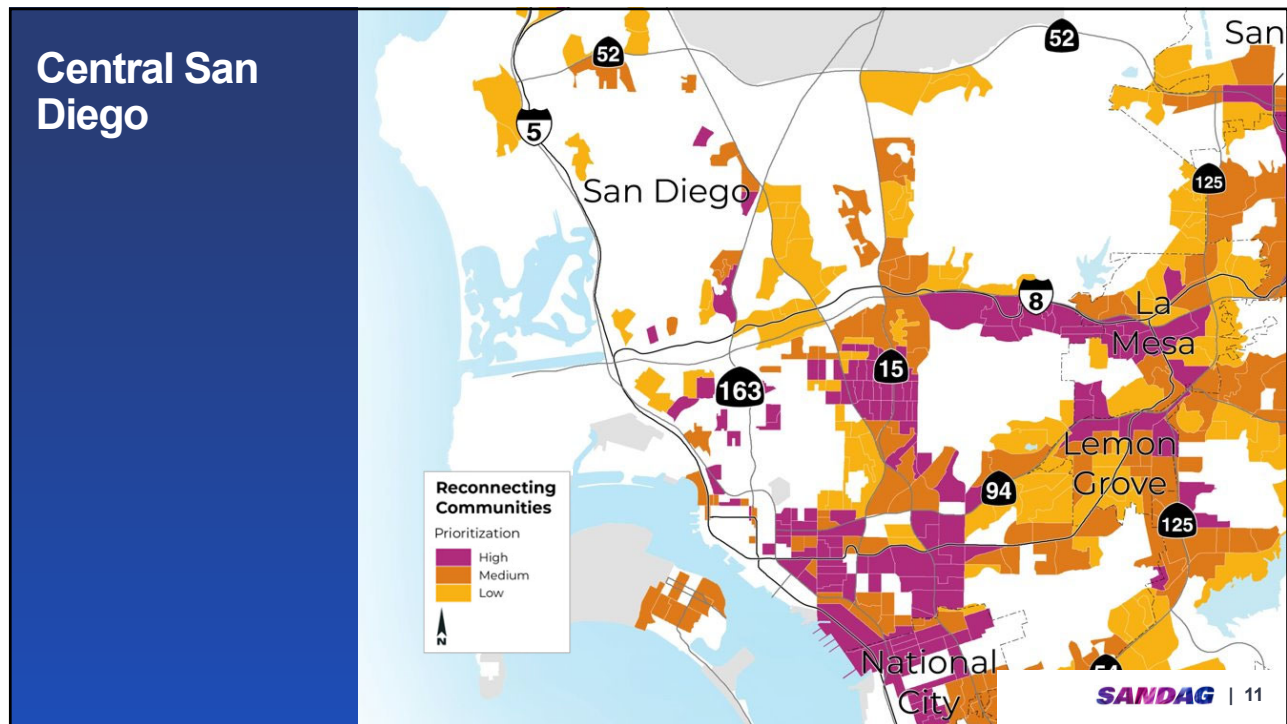 Central San
Diego
52
52
San
5
125
San Diego
8
La
Mesa
15
163
Lemon
Grove
94
125
Reconnecting
Communities
Prioritization
High
Medium
Low
N
National
City
SANDAG | 11